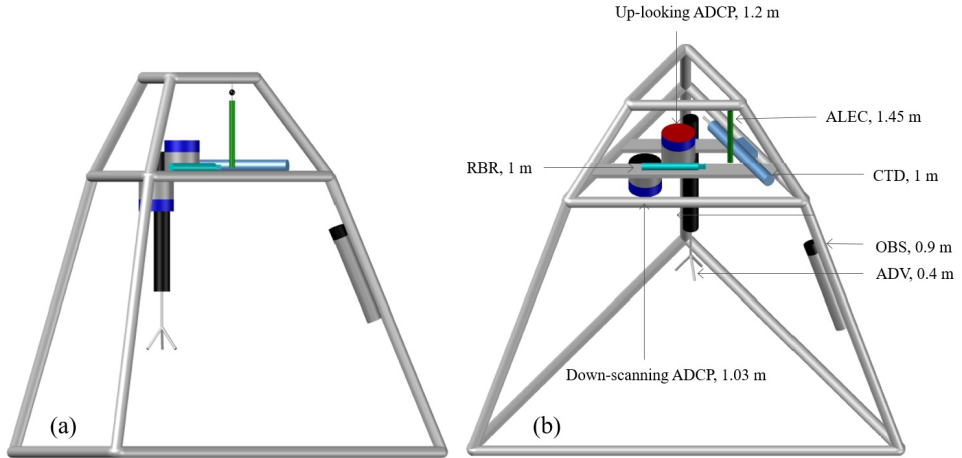 Up-looking ADCP, 1.2 m
ALEC, 1.45 m
RBR, 1 m
CTD, 1 m
OBS, 0.9 m
ADV, 0.4 m
Down-scanning ADCP, 1.03 m
(a)
(b)